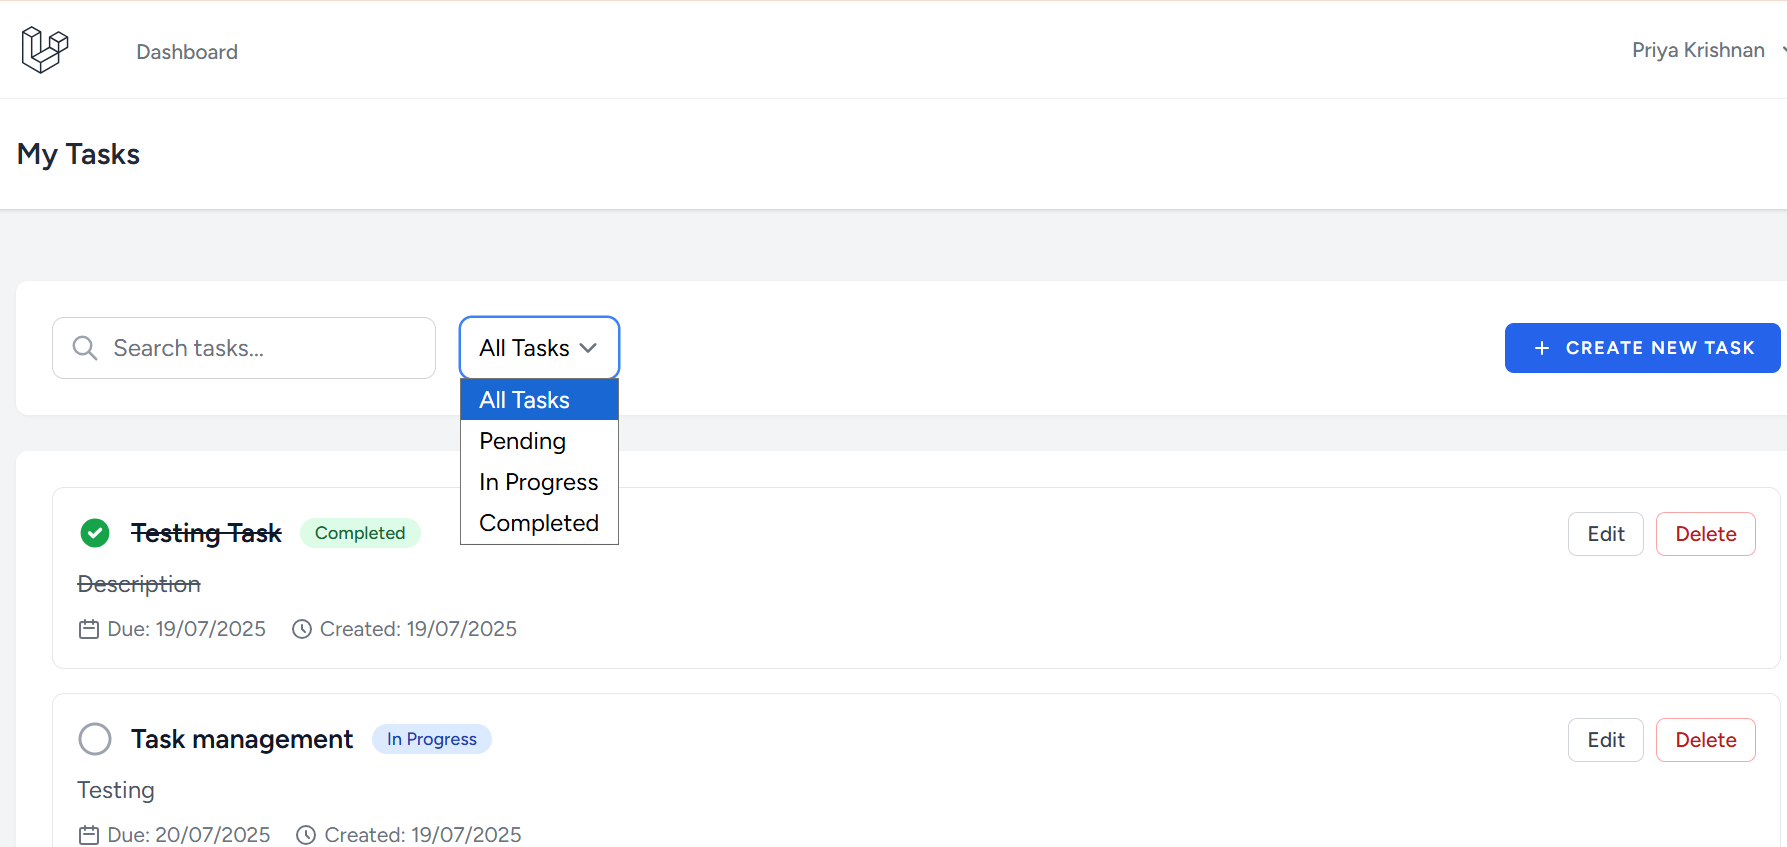 Dashboard
Priya Krishnan
My Tasks
Search tasks...
All Tasks
+ CREATE NEW TASK
All Tasks
Pending
In Progress
Completed
Testing Task
Completed
Edit
Delete
Description
Due: 19/07/2025
Created: 19/07/2025
Task management
In Progress
Edit
Delete
Testing
Due: 20/07/2025
Created: 19/07/2025